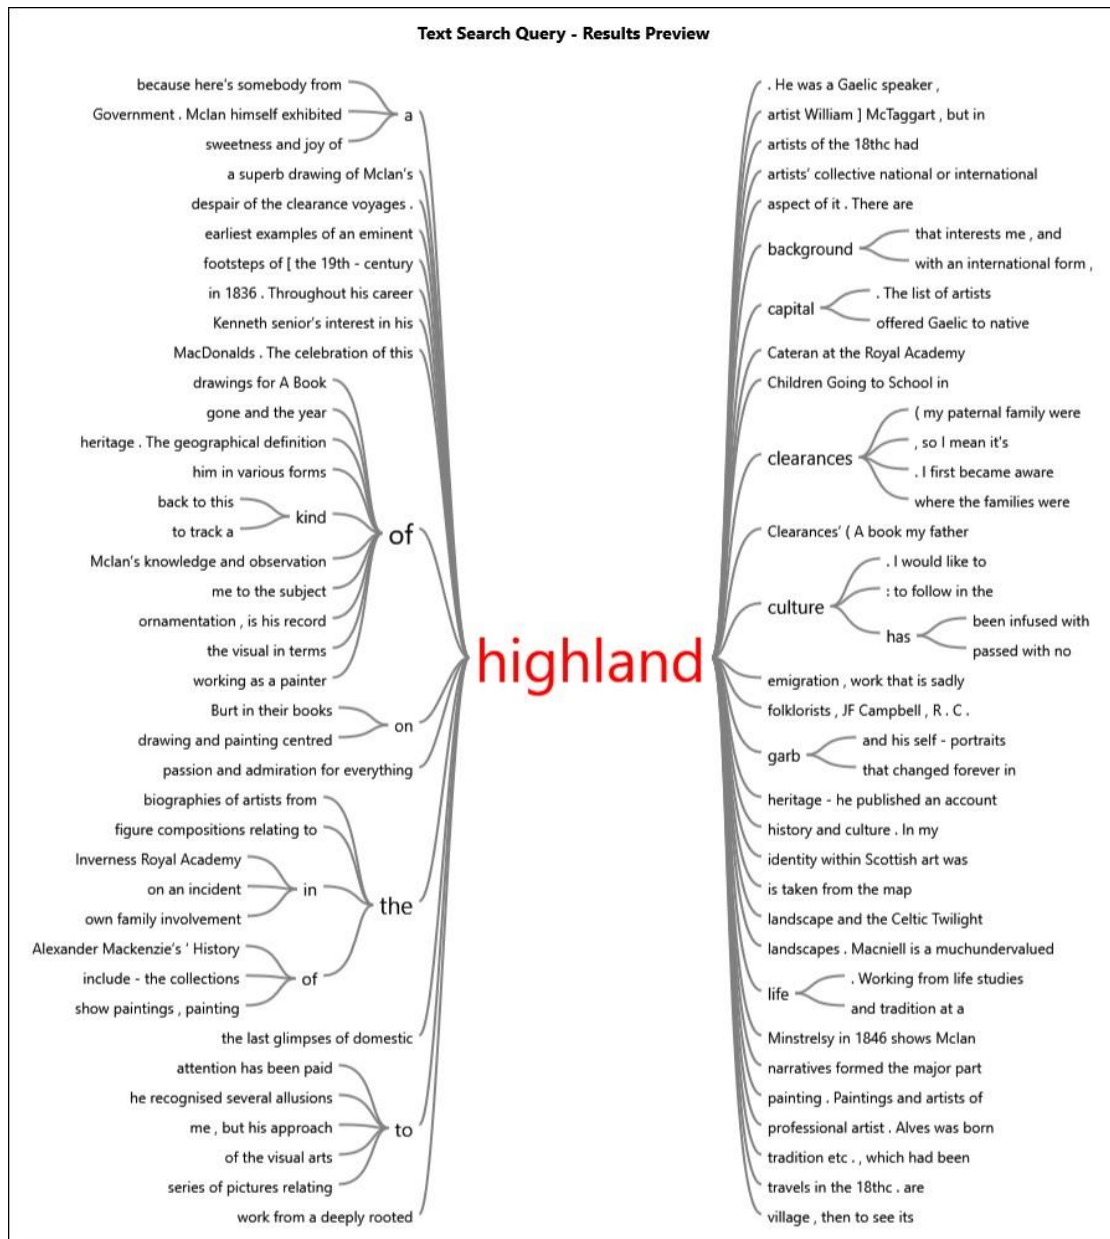 Text Search Query - Results Preview
because here's somebody from
Government . McIan himself exhibited
sweetness and joy of
a
a superb drawing of McIan's
despair of the clearance voyages .
earliest examples of an eminent
footsteps of [ the 19th - century
in 1836 . Throughout his career
Kenneth senior's interest in his
MacDonalds . The celebration of this
drawings for A Book
gone and the year
heritage . The geographical definition
him in various forms
back to this
to track a
kind
McIan's knowledge and observation
me to the subject
ornamentation , is his record
the visual in terms
working as a painter
of
Burt in their books
drawing and painting centred
on
passion and admiration for everything
biographies of artists from
figure compositions relating to
Inverness Royal Academy
on an incident
own family involvement
in
Alexander Mackenzie's ' History
include - the collections
show paintings , painting
of
the
the last glimpses of domestic
attention has been paid
he recognised several allusions
me , but his approach
of the visual arts
series of pictures relating
to
work from a deeply rooted
highland
. He was a Gaelic speaker ,
artist William ] McTaggart , but in
artists of the 18thc had
artists' collective national or international
aspect of it . There are
background
that interests me , and
with an international form ,
capital
. The list of artists
offered Gaelic to native
Cateran at the Royal Academy
Children Going to School in
clearances
( my paternal family were
, so I mean it's
. I first became aware
where the families were
Clearances' ( A book my father
culture
. I would like to
: to follow in the
has
been infused with
passed with no
emigration , work that is sadly
folklorists , JF Campbell , R . C .
garb
and his self - portraits
that changed forever in
heritage - he published an account
history and culture . In my
identity within Scottish art was
is taken from the map
landscape and the Celtic Twilight
landscapes . Macniell is a muchundervalued
life
. Working from life studies
and tradition at a
Minstrelsy in 1846 shows McIan
narratives formed the major part
painting . Paintings and artists of
professional artist . Alves was born
tradition etc . , which had been
travels in the 18thc . are
village , then to see its